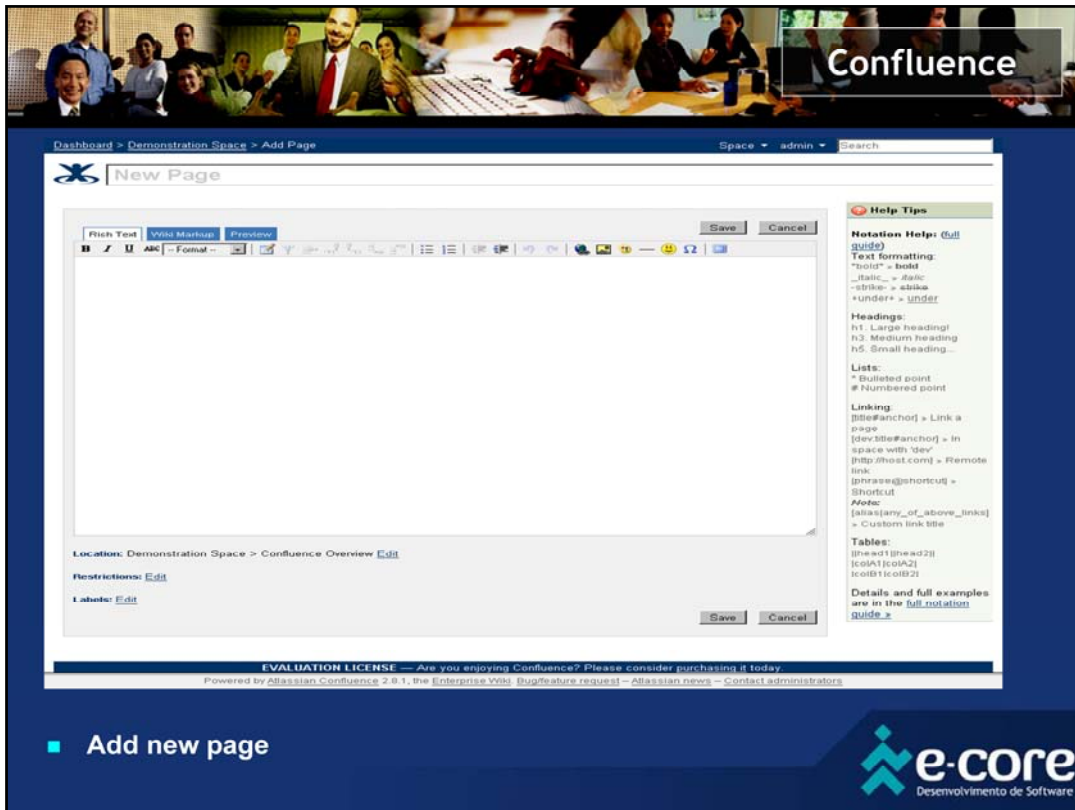 Confluence
Dashboard > Demonstration Space > Add Page
Space admin Search
New Page
Rich Text Wiki Markup Preview
Save Cancel
B I U ABC -- Format --
Location: Demonstration Space > Confluence Overview Edit
Restrictions: Edit
Labels: Edit
Save Cancel
Help Tips
Notation Help: (full
guide)
Text formatting:
*bold* » bold
_italic_ » italic
-strike- » strike
+under+ » under
Headings:
h1. Large heading!
h3. Medium heading
h5. Small heading...
Lists:
* Bulleted point
# Numbered point
Linking:
[title#anchor] » Link a
page
[dev:title#anchor] » In
space with 'dev'
[http://host.com] » Remote
link
[phrase@shortcut] »
Shortcut
Note:
[alias|any_of_above_links]
» Custom link title
Tables:
||head1||head2||
|colA1|colA2|
|colB1|colB2|
Details and full examples
are in the full notation
guide »
EVALUATION LICENSE — Are you enjoying Confluence? Please consider purchasing it today.
Powered by Atlassian Confluence 2.8.1, the Enterprise Wiki. Bug/feature request – Atlassian news – Contact administrators
Add new page
e-core
Desenvolvimento de Software